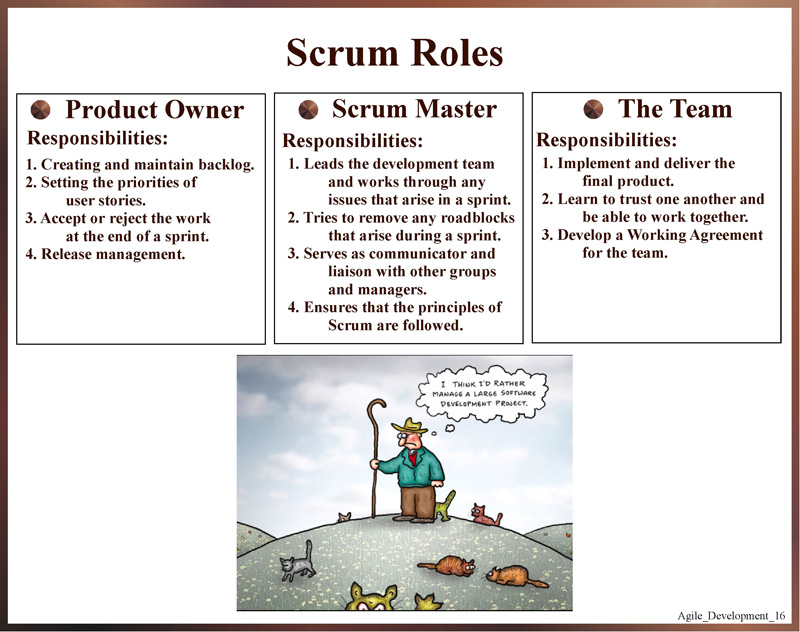 Scrum Roles
Product Owner
Responsibilities:
1. Creating and maintain backlog.
2. Setting the priorities of
user stories.
3. Accept or reject the work
at the end of a sprint.
4. Release management.
Scrum Master
Responsibilities:
1. Leads the development team
and works through any
issues that arise in a sprint.
2. Tries to remove any roadblocks
that arise during a sprint.
3. Serves as communicator and
liaison with other groups
and managers.
4. Ensures that the principles of
Scrum are followed.
The Team
Responsibilities:
1. Implement and deliver the
final product.
2. Learn to trust one another and
be able to work together.
3. Develop a Working Agreement
for the team.
I THINK I'D RATHER
MANAGE A LARGE SOFTWARE
DEVELOPMENT PROJECT.
Agile_Development_16